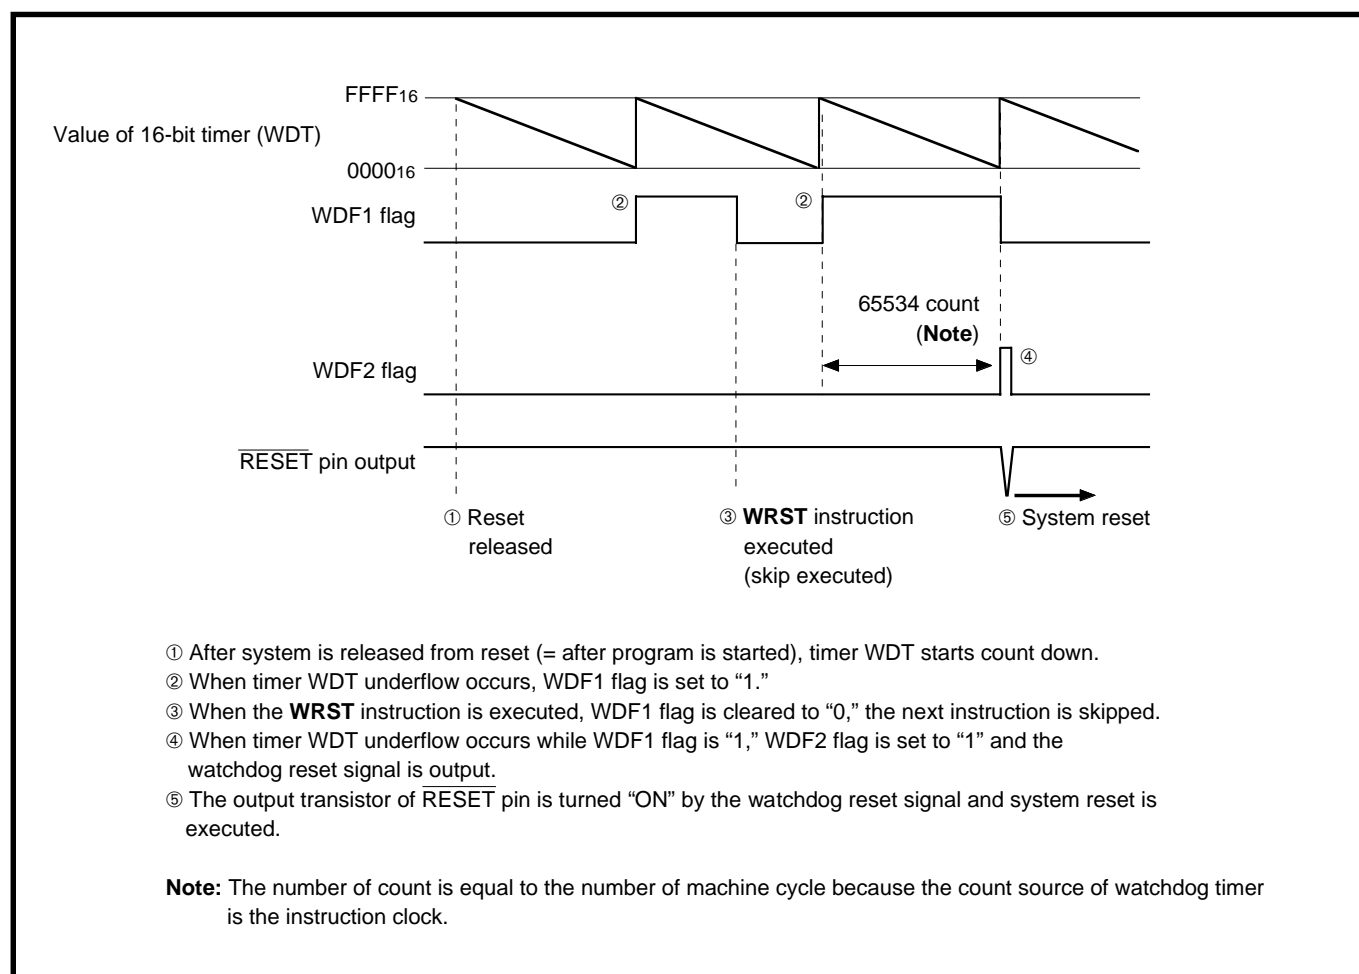 FFFF16
Value of 16-bit timer (WDT)
000016
②
②
WDF1 flag
65534 count
(Note)
④
WDF2 flag
RESET pin output
① Reset
released
③ WRST instruction
executed
(skip executed)
⑤ System reset
① After system is released from reset (= after program is started), timer WDT starts count down.
② When timer WDT underflow occurs, WDF1 flag is set to “1.”
③ When the WRST instruction is executed, WDF1 flag is cleared to “0,” the next instruction is skipped.
④ When timer WDT underflow occurs while WDF1 flag is “1,” WDF2 flag is set to “1” and the
watchdog reset signal is output.
⑤ The output transistor of RESET pin is turned “ON” by the watchdog reset signal and system reset is
executed.
Note: The number of count is equal to the number of machine cycle because the count source of watchdog timer
is the instruction clock.